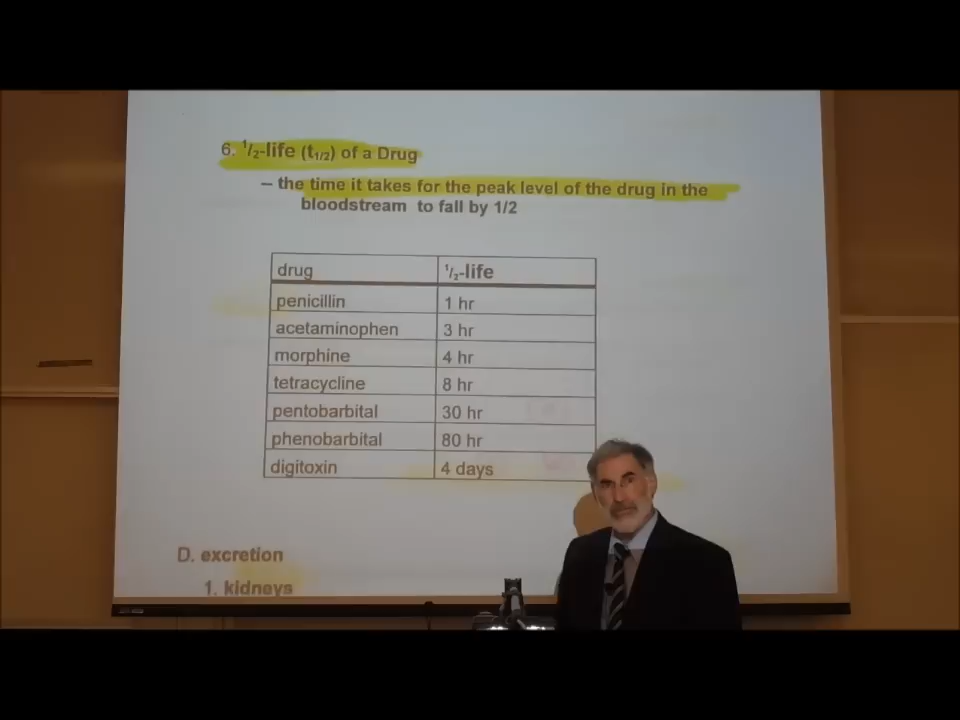 6. 1/2-life (t1/2) of a Drug
– the time it takes for the peak level of the drug in the
bloodstream to fall by 1/2
drug 1/2-life
penicillin 1 hr
acetaminophen 3 hr
morphine 4 hr
tetracycline 8 hr
pentobarbital 30 hr
phenobarbital 80 hr
digitoxin 4 days
D. excretion
1. kidneys